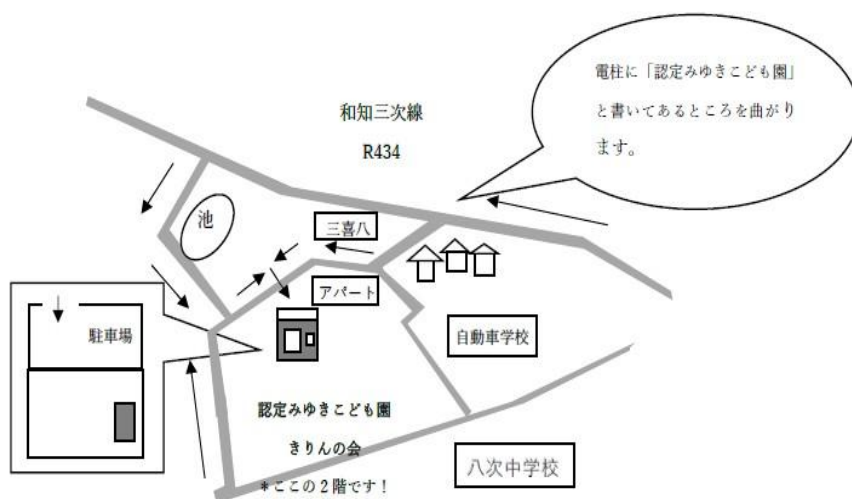 電柱に「認定みゆきこども園」
と書いてあるところを曲がり
ます。
和知三次線
R434
池
三喜八
アパート
駐車場
自動車学校
認定みゆきこども園
きりんの会
＊ここの２階です！
八次中学校